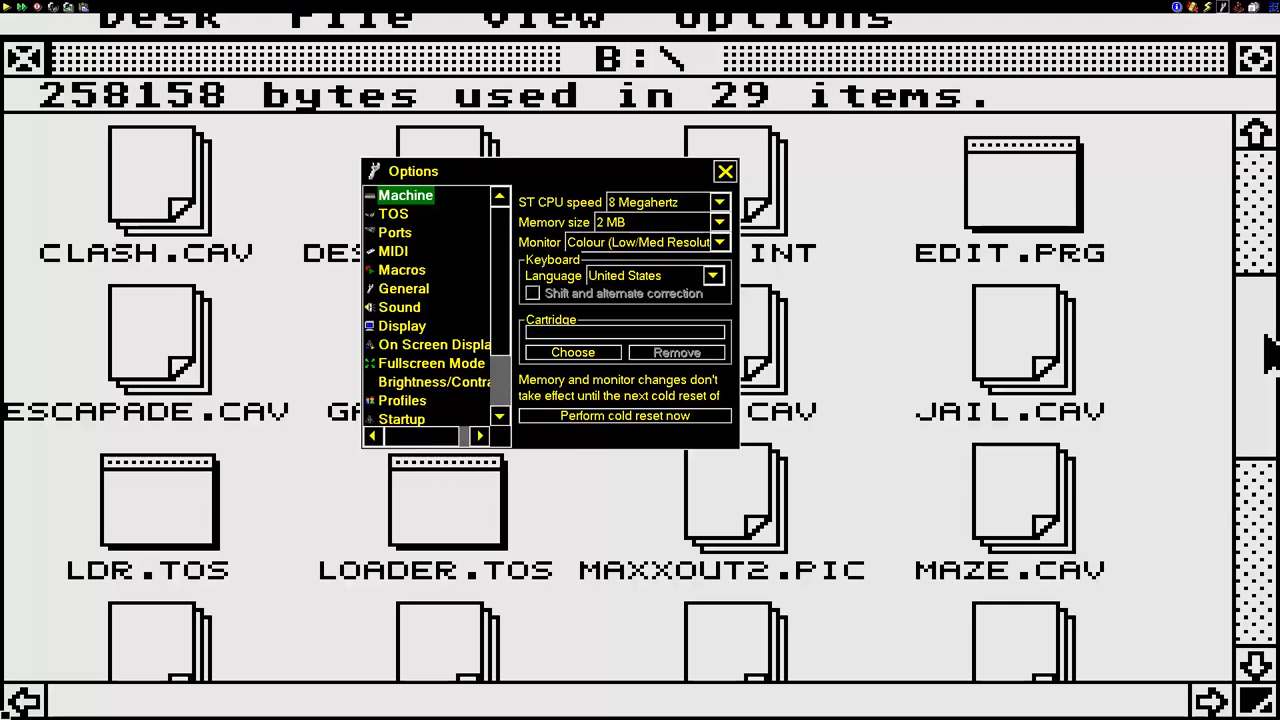 Desk File View Options
B:\
258158 bytes used in 29 items.
CLASH.CAV
EDIT.PRG
ESCAPADE.CAV
JAIL.CAV
LDR.TOS
LOADER.TOS
MAXXOUT2.PIC
MAZE.CAV
Options
Machine
TOS
Ports
MIDI
Macros
General
Sound
Display
On Screen Displa
Fullscreen Mode
Brightness/Contra
Profiles
Startup
ST CPU speed 8 Megahertz
Memory size 2 MB
Monitor Colour (Low/Med Resolut
Keyboard
Language United States
Shift and alternate correction
Cartridge
Choose Remove
Memory and monitor changes don't
take effect until the next cold reset of
Perform cold reset now